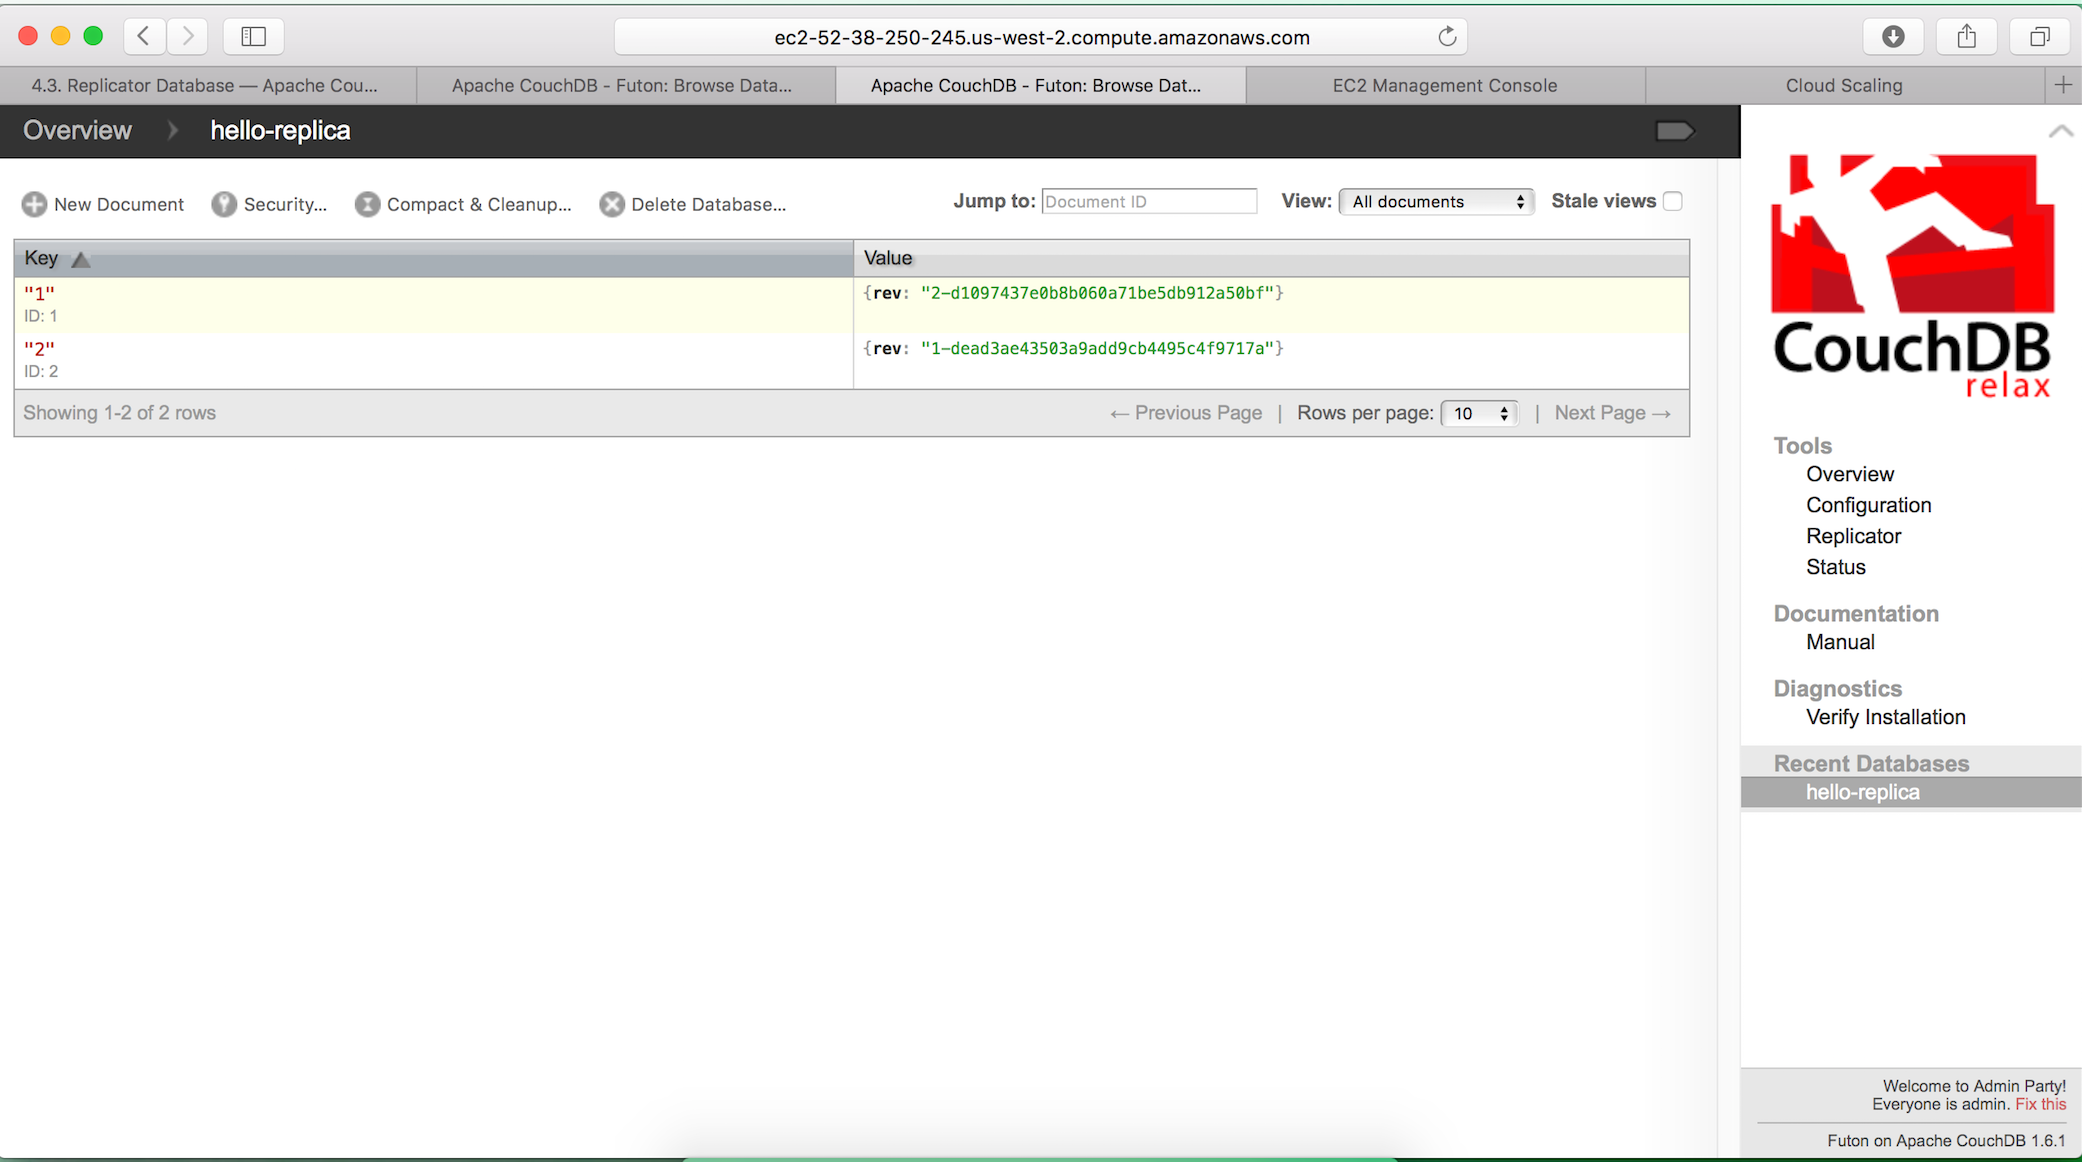 ec2-52-38-250-245.us-west-2.compute.amazonaws.com
4.3. Replicator Database — Apache Cou...
Apache CouchDB - Futon: Browse Data...
Apache CouchDB - Futon: Browse Dat...
EC2 Management Console
Cloud Scaling
Overview
hello-replica
New Document
Security...
Compact & Cleanup...
Delete Database...
Jump to:
Document ID
View:
All documents
Stale views
Key
Value
"1"
ID: 1
{rev: "2-d1097437e0b8b060a71be5db912a50bf"}
"2"
ID: 2
{rev: "1-dead3ae43503a9add9cb4495c4f9717a"}
Showing 1-2 of 2 rows
← Previous Page | Rows per page: 10 | Next Page →
CouchDB
relax
Tools
Overview
Configuration
Replicator
Status
Documentation
Manual
Diagnostics
Verify Installation
Recent Databases
hello-replica
Welcome to Admin Party!
Everyone is admin. Fix this
Futon on Apache CouchDB 1.6.1